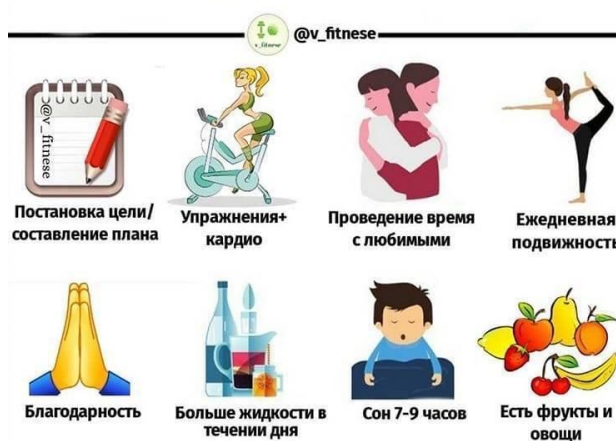 v_fitnese
@v_fitnese
@v_fitnese
Постановка цели/
составление плана
Упражнения+
кардио
Проведение время
с любимыми
Ежедневная
подвижность
Благодарность
Больше жидкости в
течении дня
Сон 7-9 часов
Есть фрукты и
овощи